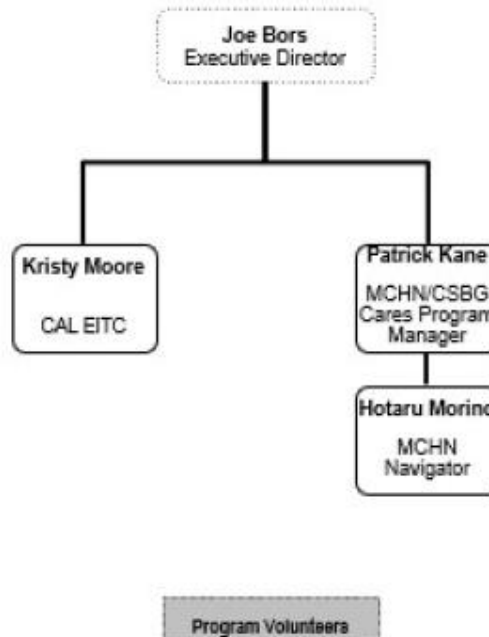 Joe Bors
Executive Director
Kristy Moore
CAL EITC
Patrick Kane
MCHN/CSBG
Cares Program
Manager
Hotaru Morino
MCHN
Navigator
Program Volunteers